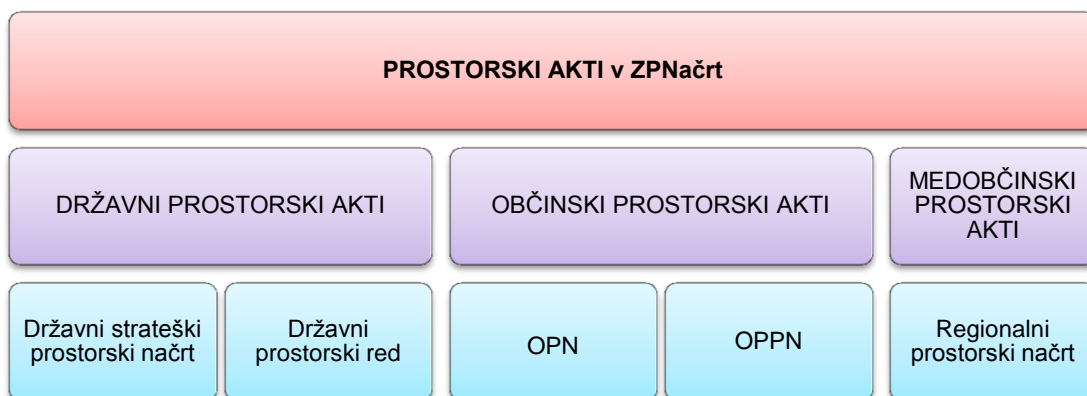 PROSTORSKI AKTI v ZPNačrt
DRŽAVNI PROSTORSKI AKTI
OBČINSKI PROSTORSKI AKTI
MEDOBČINSKI
PROSTORSKI
AKTI
Državni strateški
prostorski načrt
Državni
prostorski red
OPN
OPPN
Regionalni
prostorski načrt